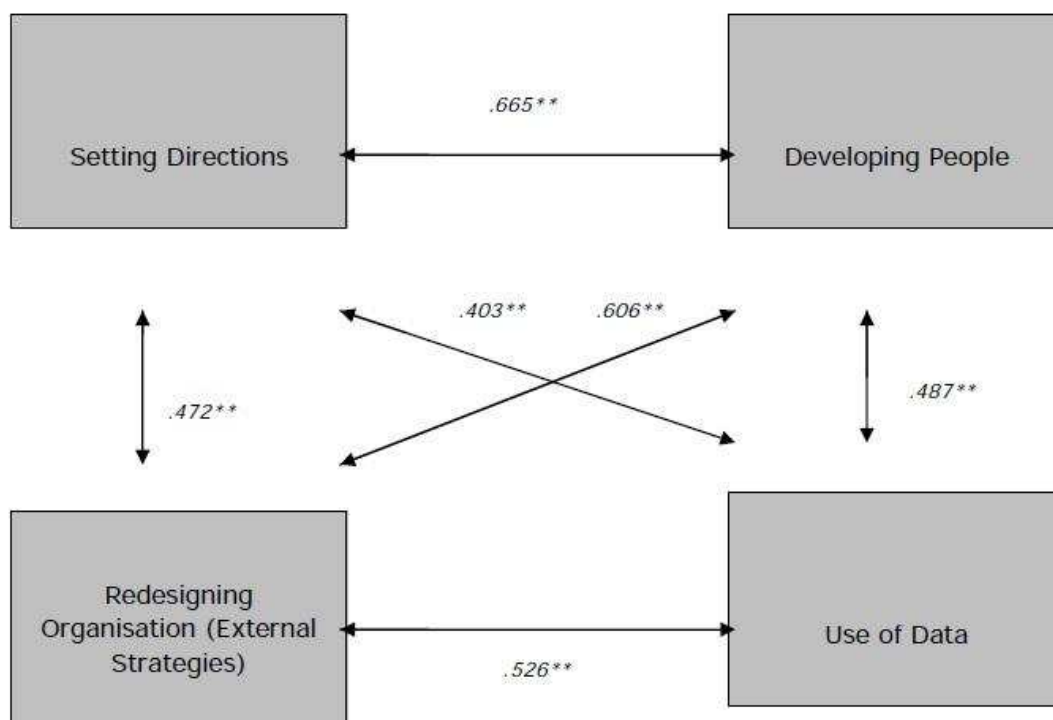 .665**
Setting Directions
Developing People
.403**
.606**
.472**
.487**
Redesigning
Organisation (External
Strategies)
Use of Data
.526**